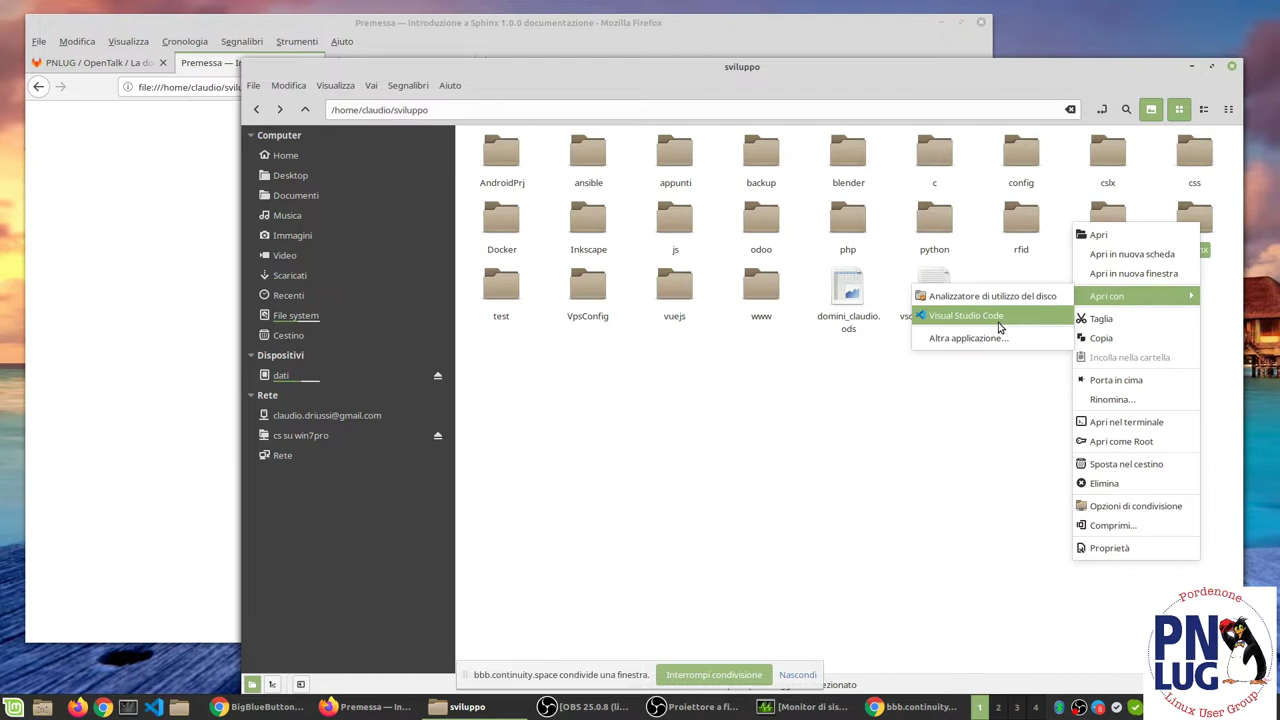 Premessa — Introduzione a Sphinx 1.0.0 documentazione - Mozilla Firefox
File Modifica Visualizza Cronologia Segnalibri Strumenti Aiuto
PNLUG / OpenTalk / La do
Premessa — In
file:///home/claudio/svilu
sviluppo
File Modifica Visualizza Vai Segnalibri Aiuto
/home/claudio/sviluppo
Computer
Home
Desktop
Documenti
Musica
Immagini
Video
Scaricati
Recenti
File system
Cestino
Dispositivi
dati
Rete
claudio.driussi@gmail.com
cs su win7pro
Rete
AndroidPrj ansible appunti backup blender c config cslx css
Docker Inkscape js odoo php python rfid nx
test VpsConfig vuejs www domini_claudio.
ods
vsc
Apri
Apri in nuova scheda
Apri in nuova finestra
Apri con
Taglia
Copia
Incolla nella cartella
Porta in cima
Rinomina...
Apri nel terminale
Apri come Root
Sposta nel cestino
Elimina
Opzioni di condivisione
Comprimi...
Proprietà
Analizzatore di utilizzo del disco
Visual Studio Code
Altra applicazione...
bbb.continuity.space condivide una finestra. Interrompi condivisione Nascondi
ezionato
Pordenone
PN
LUG
Linux User Group
BigBlueButton... Premessa — In... sviluppo [OBS 25.0.8 (li... Proiettore a fi... [Monitor di sis... bbb.continuity... 1 2 3 4